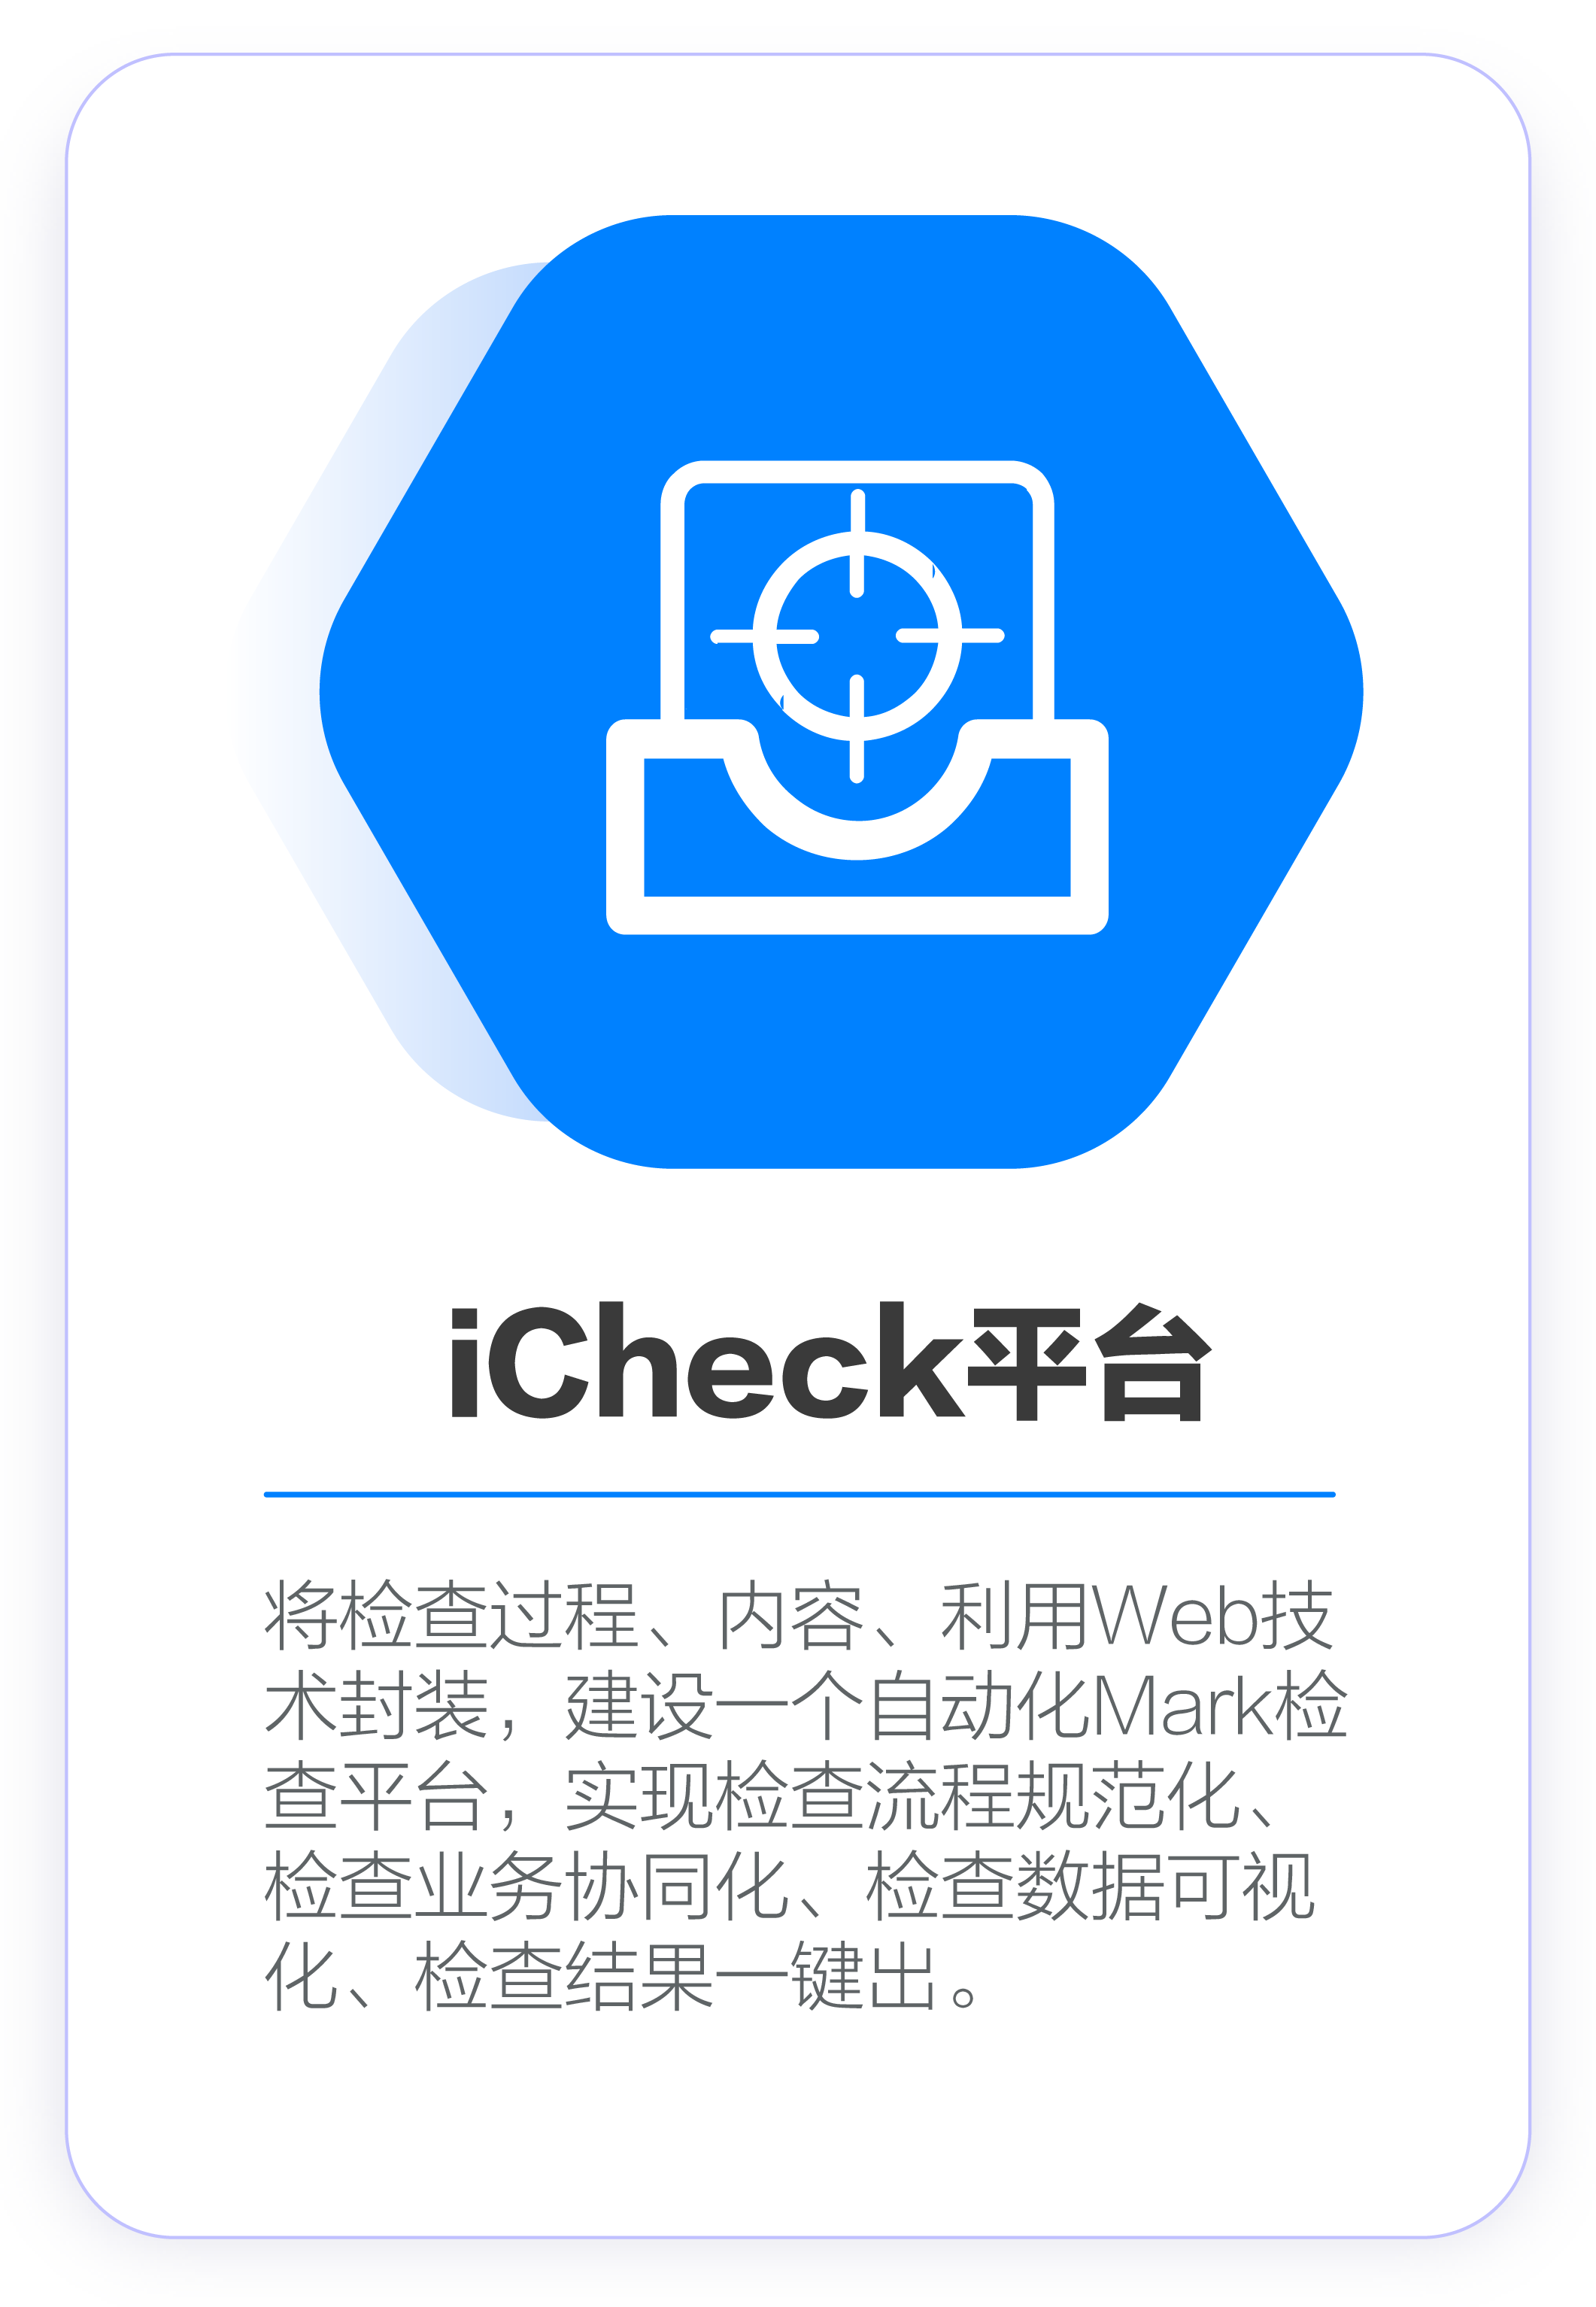 iCheck平台
将检查过程、内容、利用Web技
术封装，建设一个自动化Mark检
查平台，实现检查流程规范化、
检查业务协同化、检查数据可视
化、检查结果一键出。